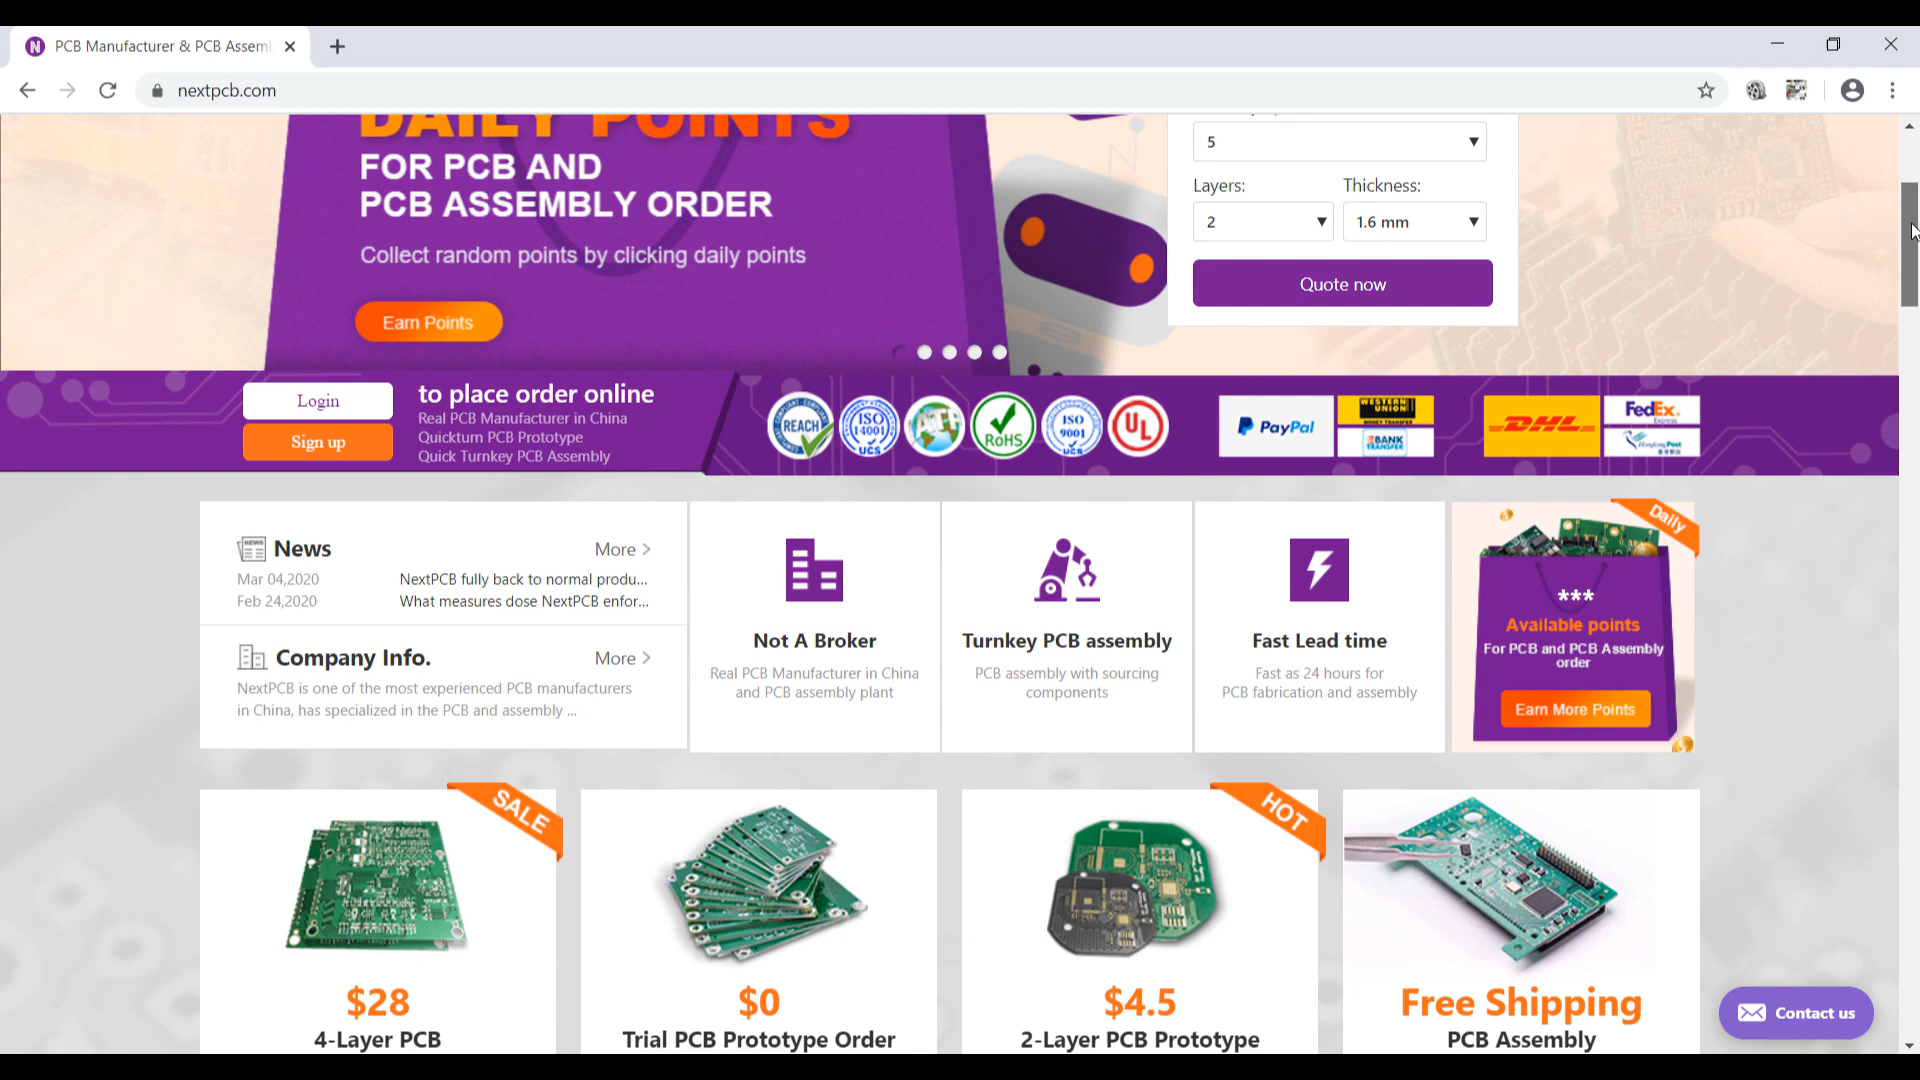 PCB Manufacturer & PCB Assem
nextpcb.com
DAILY POINTS
FOR PCB AND
PCB ASSEMBLY ORDER
Collect random points by clicking daily points
Earn Points
5
Layers:
Thickness:
2
1.6 mm
Quote now
Login
Sign up
to place order online
Real PCB Manufacturer in China
Quickturn PCB Prototype
Quick Turnkey PCB Assembly
REACH
ISO
14001
UCS
IATF
RoHS
ISO
9001
UCS
UL
PayPal
WESTERN
UNION
MONEY TRANSFER
BANK
TRANSFER
DHL
FedEx
Express
Hongkong Post
News
More >
Mar 04,2020
NextPCB fully back to normal produ...
Feb 24,2020
What measures dose NextPCB enfor...
Company Info.
More >
NextPCB is one of the most experienced PCB manufacturers
in China, has specialized in the PCB and assembly ...
Not A Broker
Real PCB Manufacturer in China
and PCB assembly plant
Turnkey PCB assembly
PCB assembly with sourcing
components
Fast Lead time
Fast as 24 hours for
PCB fabrication and assembly
Daily
***
Available points
For PCB and PCB Assembly
order
Earn More Points
SALE
$28
4-Layer PCB
$0
Trial PCB Prototype Order
HOT
$4.5
2-Layer PCB Prototype
Free Shipping
PCB Assembly
Contact us